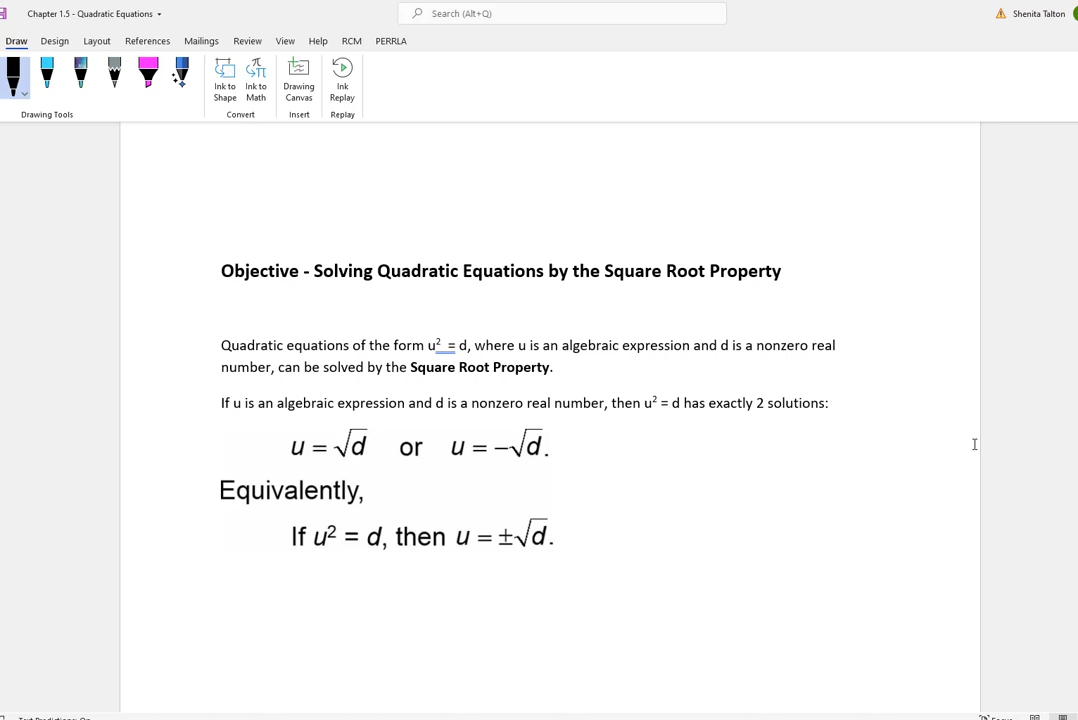 Chapter 1.5 - Quadratic Equations
Search (Alt+Q)
Shenita Talton
Draw Design Layout References Mailings Review View Help RCM PERRLA
Ink to Shape
Ink to Math
Drawing Canvas
Ink Replay
Drawing Tools Convert Insert Replay
Objective - Solving Quadratic Equations by the Square Root Property
Quadratic equations of the form u² = d, where u is an algebraic expression and d is a nonzero real
number, can be solved by the Square Root Property.
If u is an algebraic expression and d is a nonzero real number, then u² = d has exactly 2 solutions:
u = √d or u = −√d.
Equivalently,
If u² = d, then u = ±√d.
Text Predictions: On
Focus